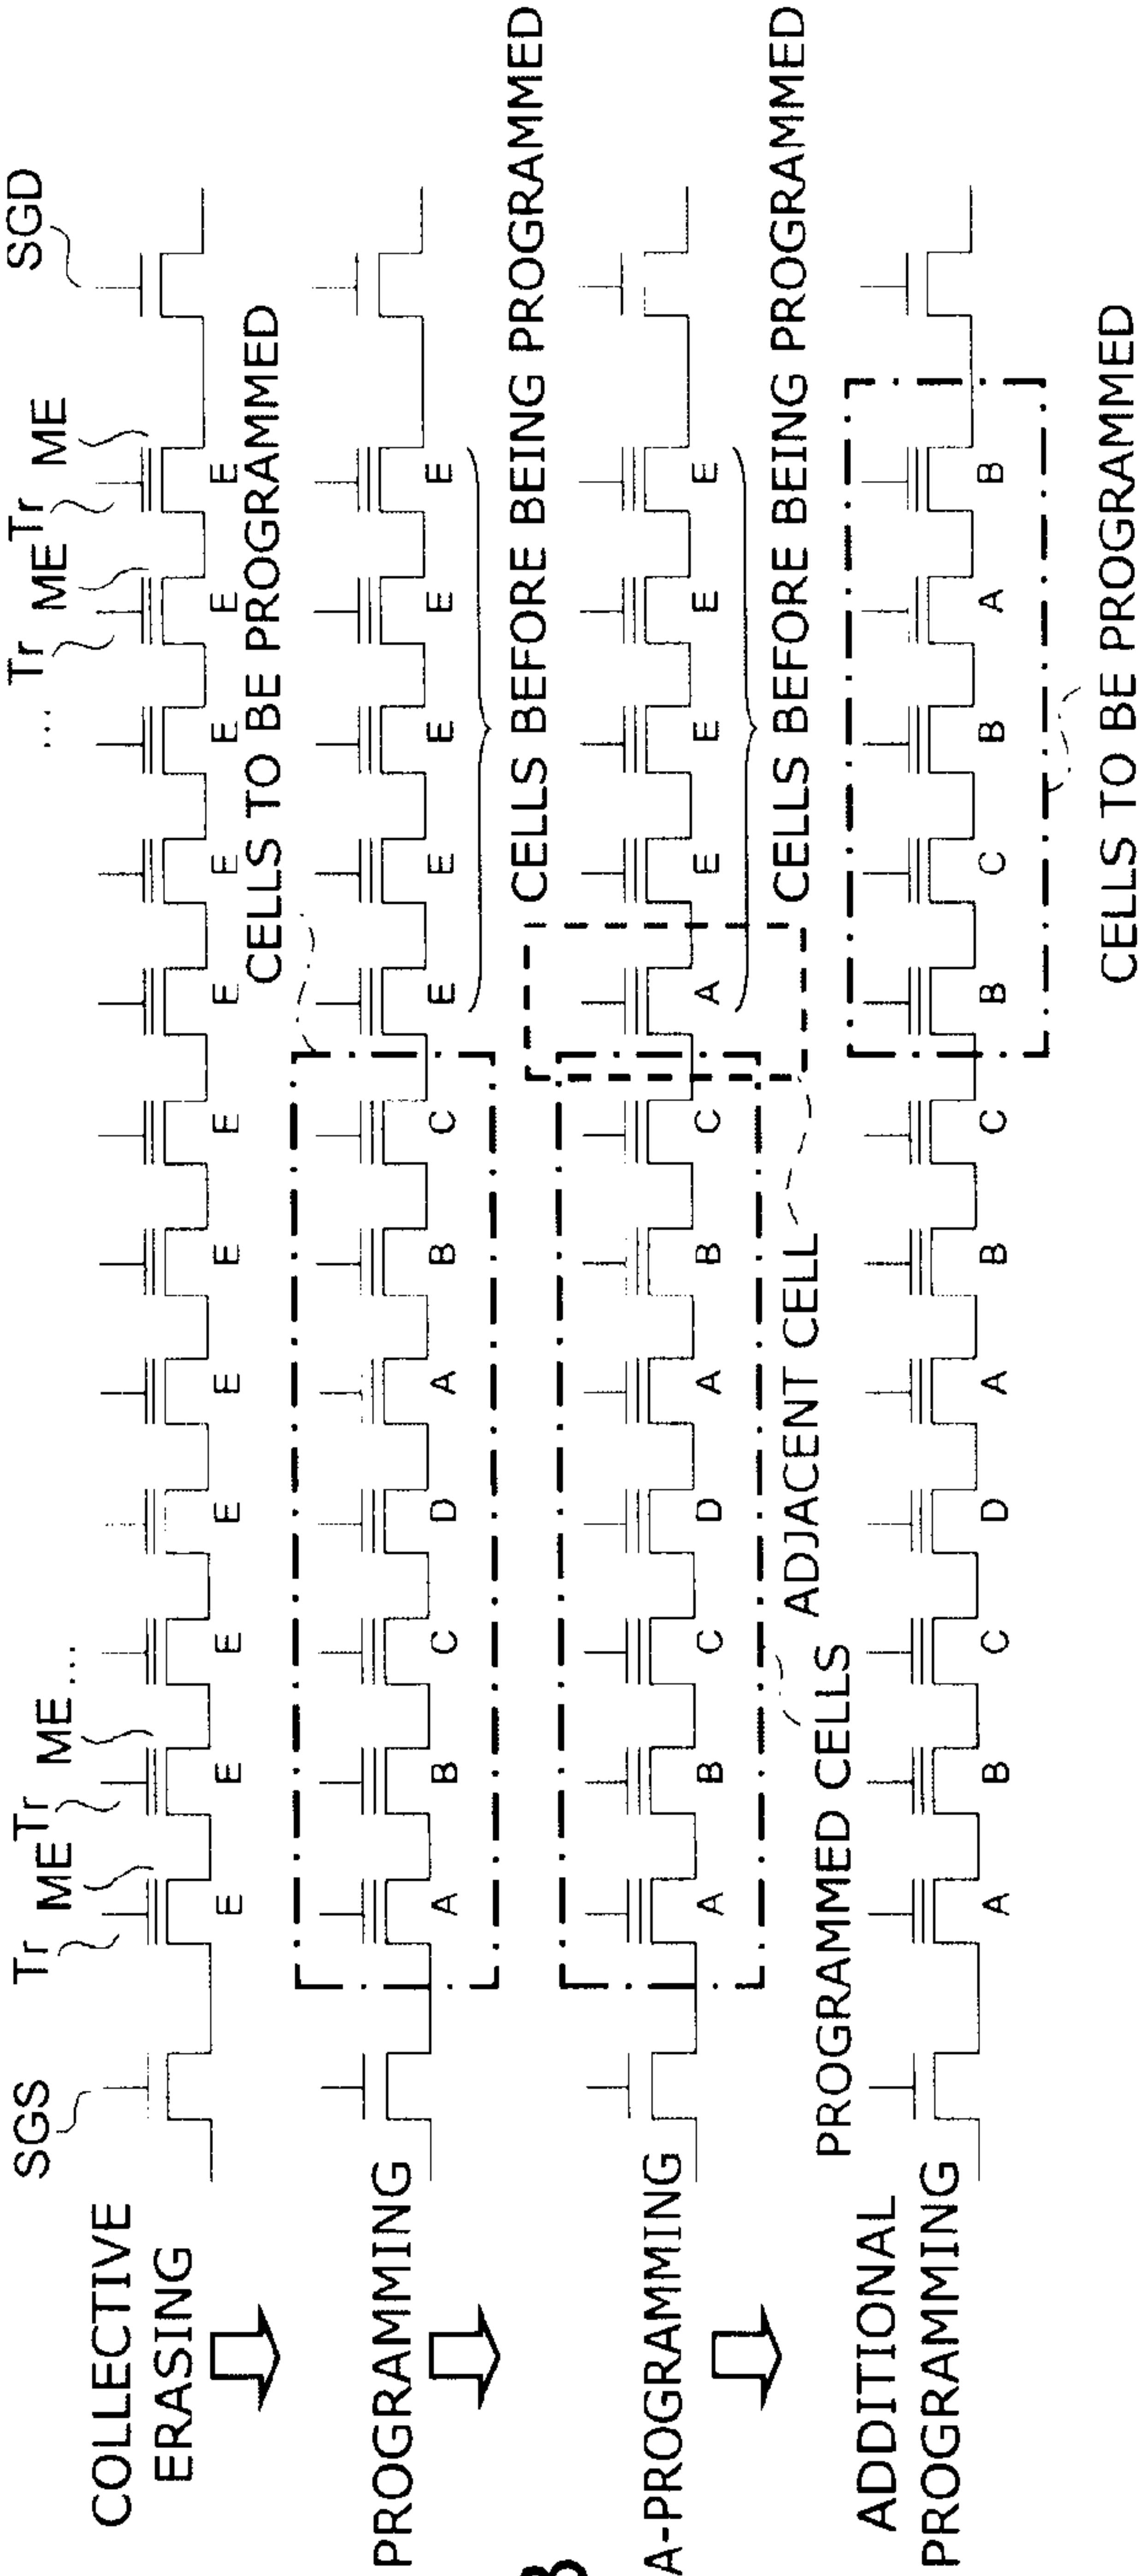 SGS
Tr
ME
Tr
ME
...
...
Tr
ME
Tr
ME
SGD
COLLECTIVE
ERASING
E E E E E E E E E E E E
CELLS TO BE PROGRAMMED
PROGRAMMING
A B C D A B C E E E E E
CELLS BEFORE BEING PROGRAMMED
A-PROGRAMMING
A B C D A B C A E E E E
PROGRAMMED CELLS
ADJACENT CELL
CELLS BEFORE BEING PROGRAMMED
ADDITIONAL
PROGRAMMING
A B C D A B C B C B A B
CELLS TO BE PROGRAMMED